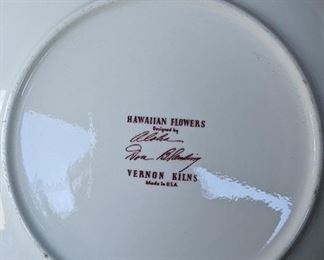 HAWAIIAN FLOWERS
Designed by
Aloha
Don Blanding
VERNON KILNS
Made in U.S.A.